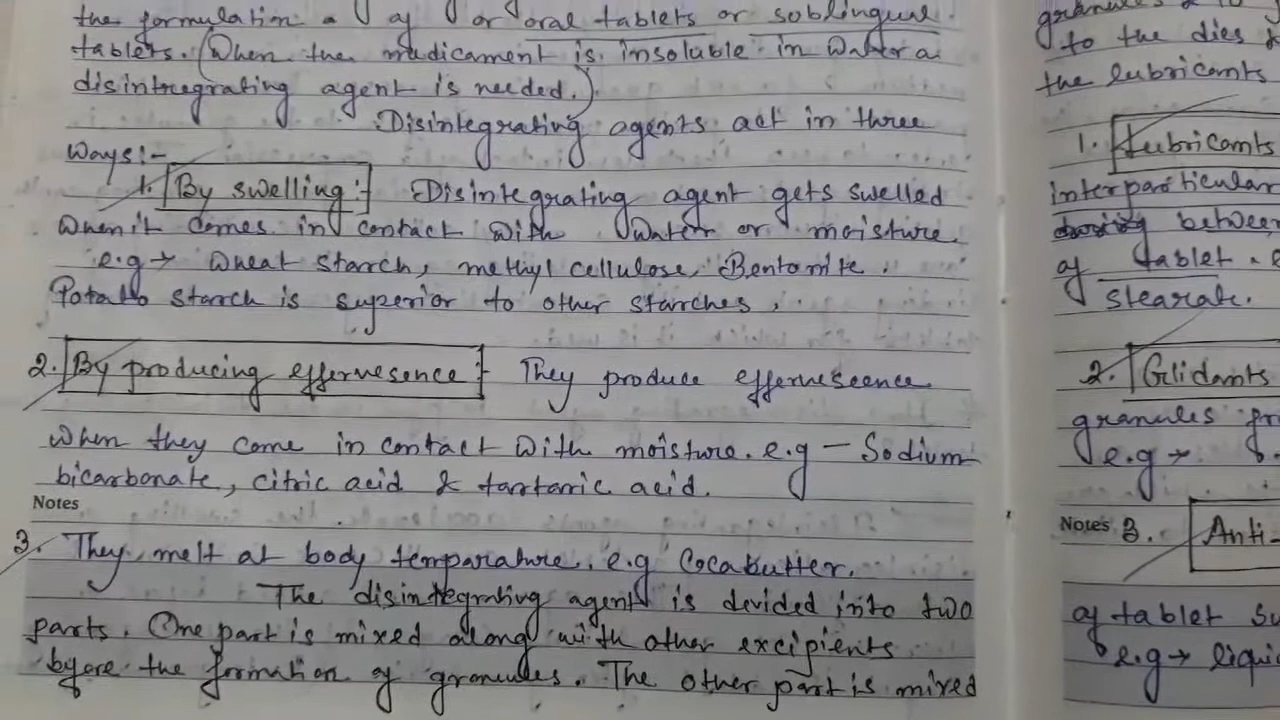 the formulation of or oral tablets or soblingual
tablets. (When the medicament is insoluble in water a
disintregrating agent is needed.)
Disintegrating agents act in three
ways:-
1. By swelling:- Disintegrating agent gets swelled
when it comes in contact with water or moisture.
e.g → wheat starch, methyl cellulose, Bentonite.
Potato starch is superior to other starches,
2. By producing effervesence:- They produce effervescence
when they come in contact with moisture. e.g — Sodium
bicarbonate, citric acid & tartaric acid.
Notes
3. They melt at body temparature. e.g Cocabutter.
The disintegrating agent is devided into two
parts. One part is mixed along with other excipients
before the formation of granules. The other part is mixed
granules
to the dies
the lubricants
1. Lubricants
interparticular
between
of tablet.
stearate.
2. Glidants
granules
e.g →
Notes 3. Anti-
of tablet
e.g →